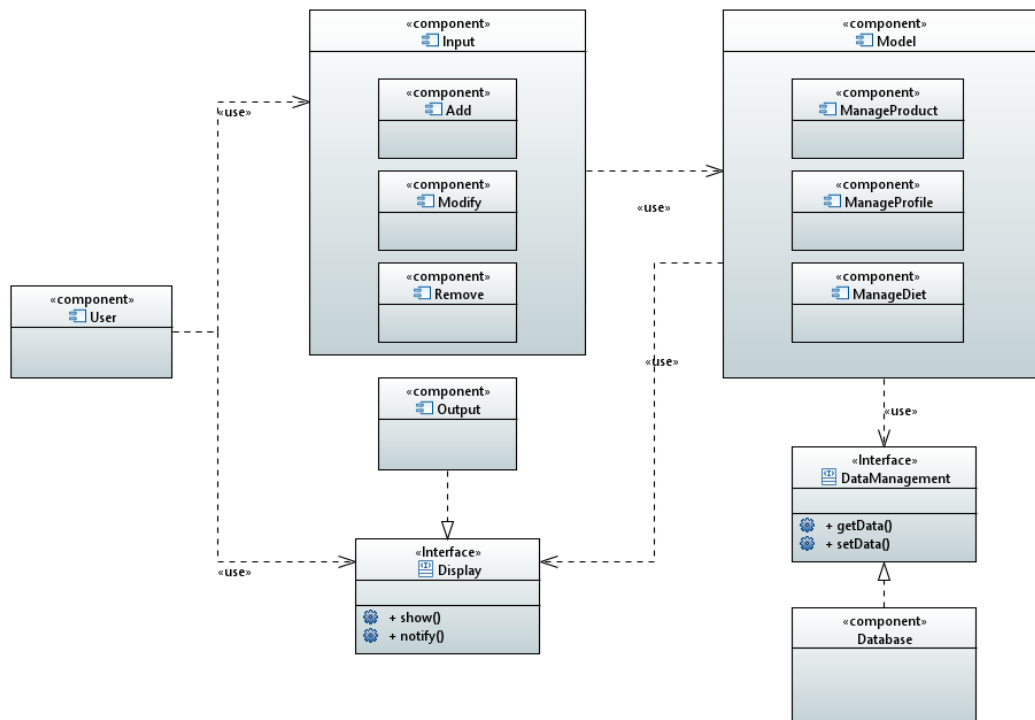 «component»
Input
«component»
Add
«component»
Modify
«component»
Remove
«component»
Model
«component»
ManageProduct
«component»
ManageProfile
«component»
ManageDiet
«use»
«use»
«component»
User
«use»
«component»
Output
«use»
«Interface»
DataManagement
+ getData()
+ setData()
«use»
«Interface»
Display
+ show()
+ notify()
«component»
Database